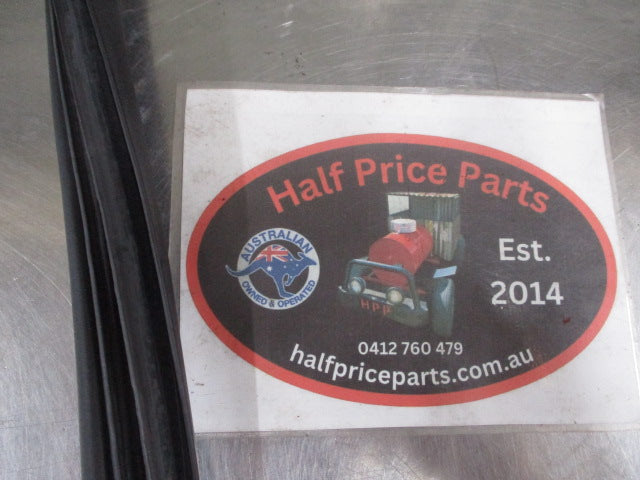 Half Price Parts
AUSTRALIAN
OWNED & OPERATED
Est.
2014
HPP
0412 760 479
halfpriceparts.com.au